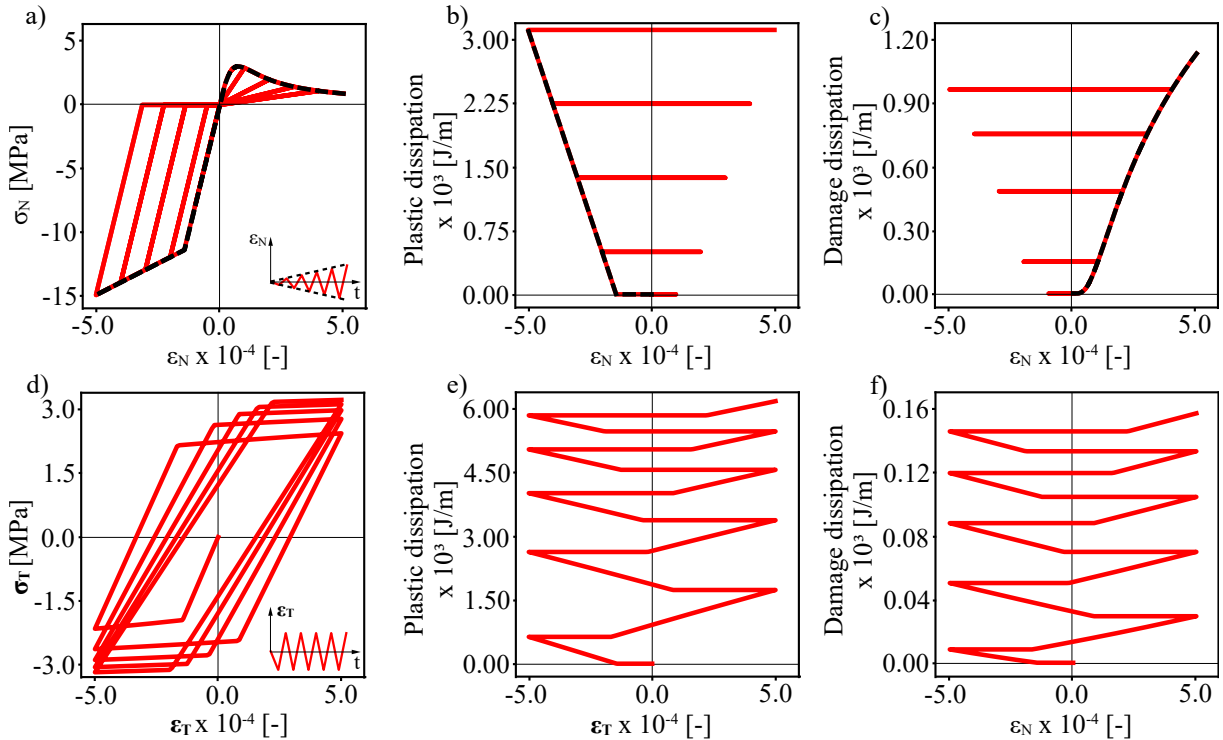 a)
5
0
-5
-10
-15
σN [MPa]
εN
t
-5.0 0.0 5.0
εN x 10-4 [-]
b)
3.00
2.25
1.50
0.75
0.00
Plastic dissipation
x 10³ [J/m]
-5.0 0.0 5.0
εN x 10-4 [-]
c)
1.20
0.90
0.60
0.30
0.00
Damage dissipation
x 10³ [J/m]
-5.0 0.0 5.0
εN x 10-4 [-]
d)
3.0
1.5
0.0
-1.5
-3.0
σT [MPa]
εT
t
-5.0 0.0 5.0
εT x 10-4 [-]
e)
6.00
4.50
3.00
1.50
0.00
Plastic dissipation
x 10³ [J/m]
-5.0 0.0 5.0
εT x 10-4 [-]
f)
0.16
0.12
0.08
0.04
0.00
Damage dissipation
x 10³ [J/m]
-5.0 0.0 5.0
εN x 10-4 [-]